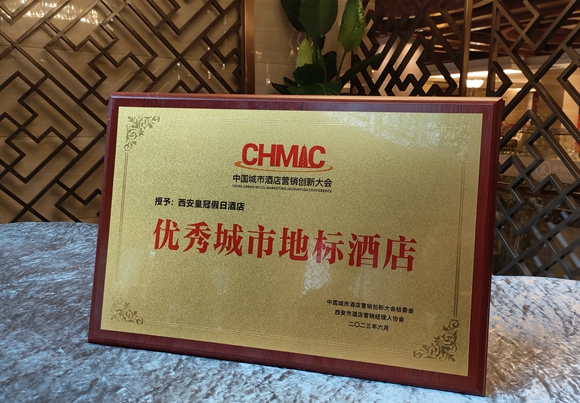 CHMIC
中国城市酒店营销创新大会
CHINA URBAN HOTEL MARKETING INNOVATION CONFERENCE
授予：西安皇冠假日酒店
优秀城市地标酒店
中国城市酒店营销创新大会组委会
西安市酒店营销经理人协会
二〇二三年六月